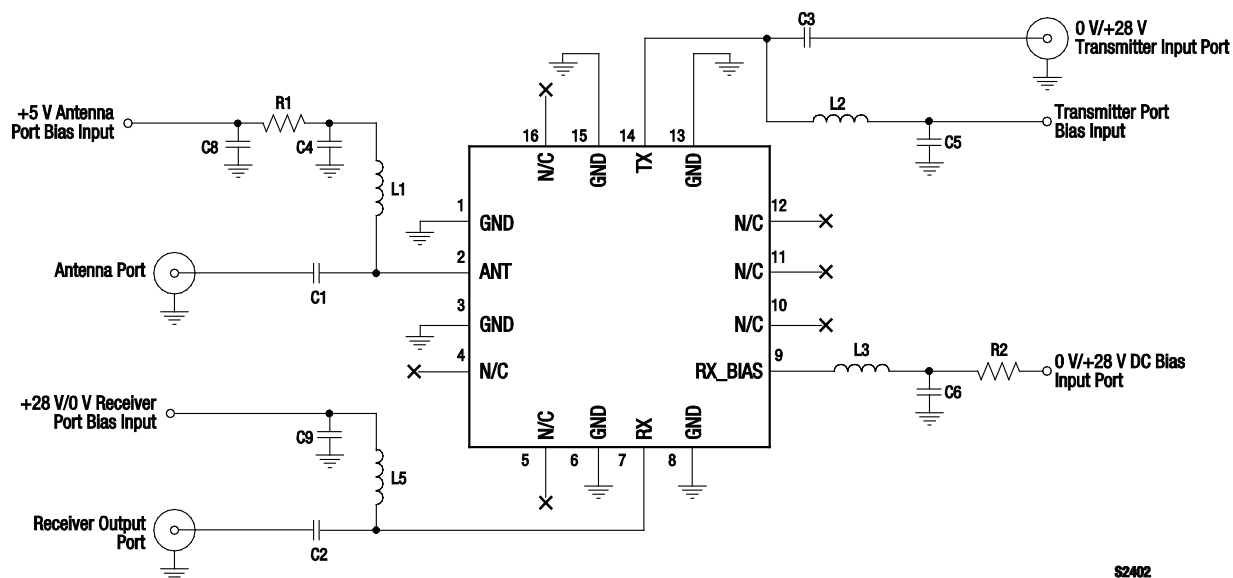 C3
0 V/+28 V
Transmitter Input Port
+5 V Antenna
Port Bias Input
R1
C8
C4
L1
L2
C5
Transmitter Port
Bias Input
16
15
14
13
N/C
GND
TX
GND
1
GND
12
N/C
Antenna Port
C1
2
ANT
11
N/C
3
GND
10
N/C
4
N/C
9
RX_BIAS
L3
C6
R2
0 V/+28 V DC Bias
Input Port
+28 V/0 V Receiver
Port Bias Input
C9
L5
N/C
GND
RX
GND
5
6
7
8
Receiver Output
Port
C2
S2402